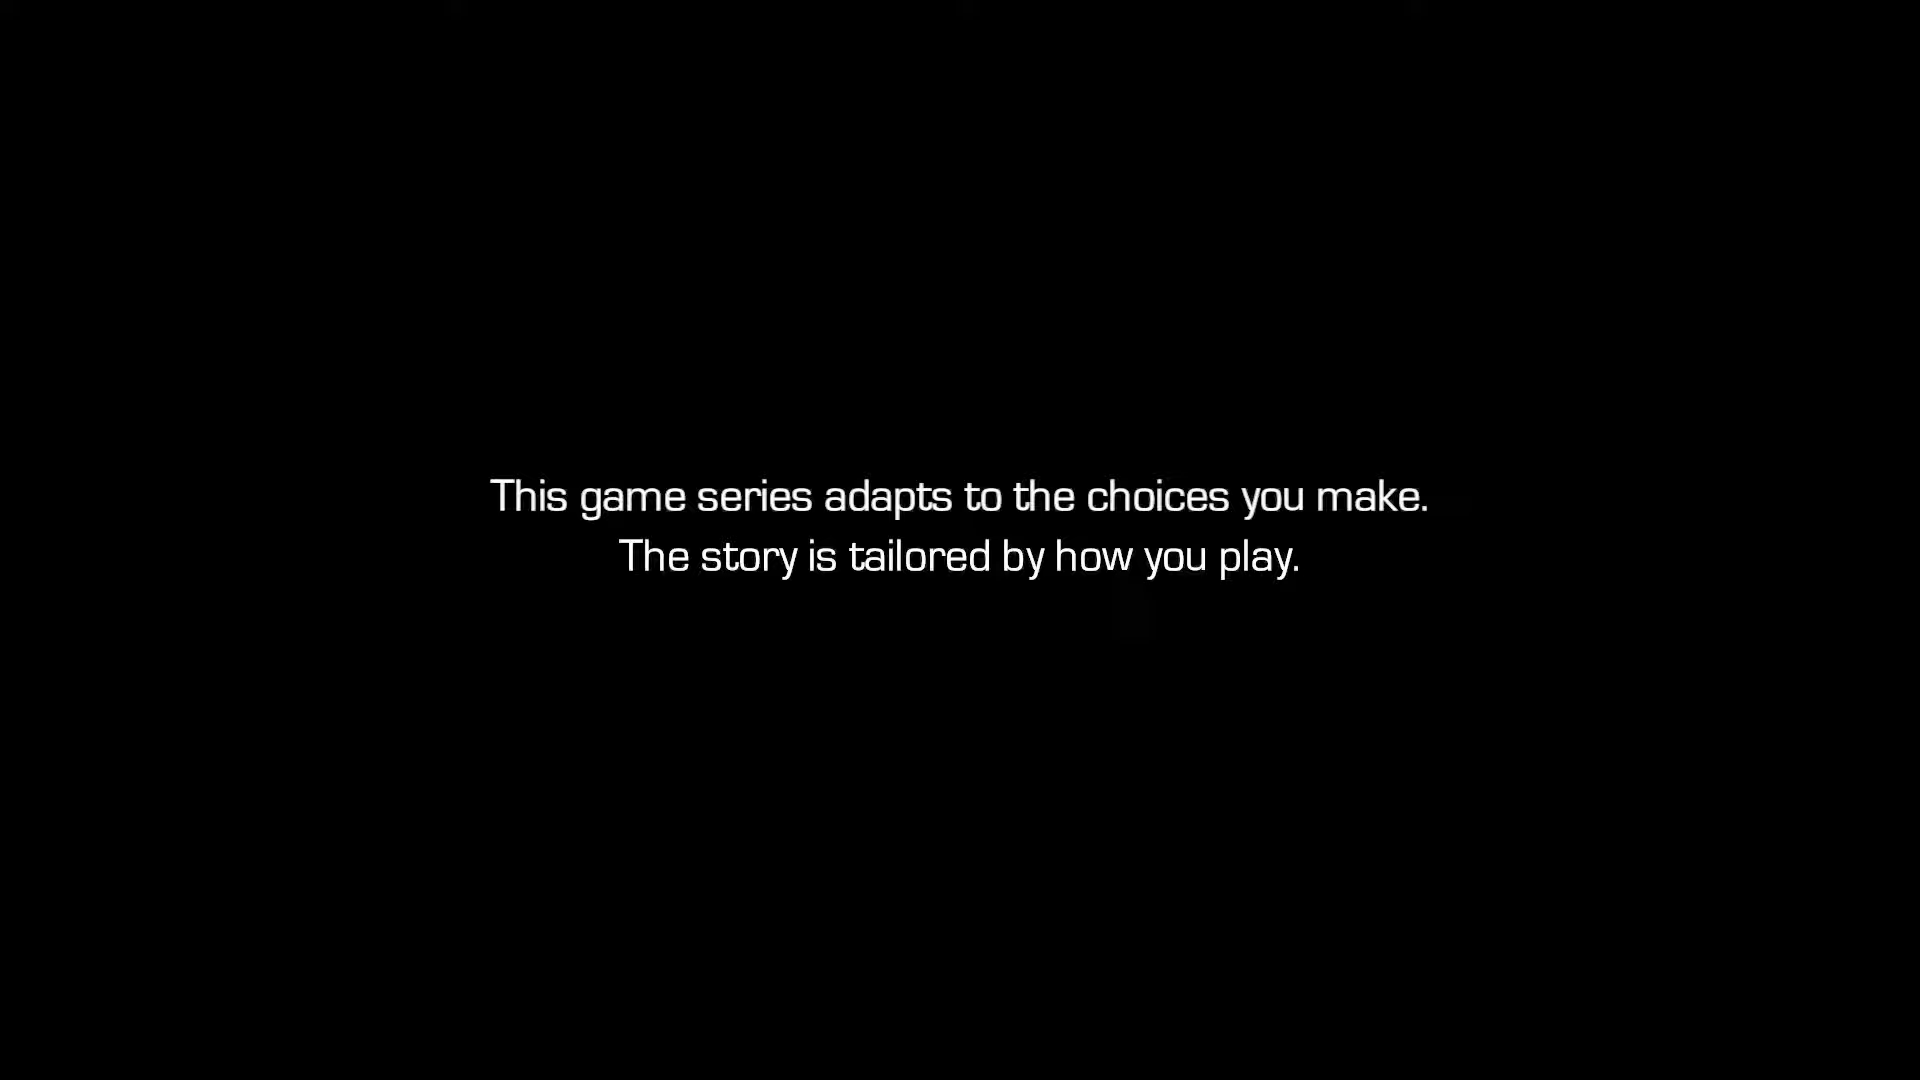 This game series adapts to the choices you make.
The story is tailored by how you play.